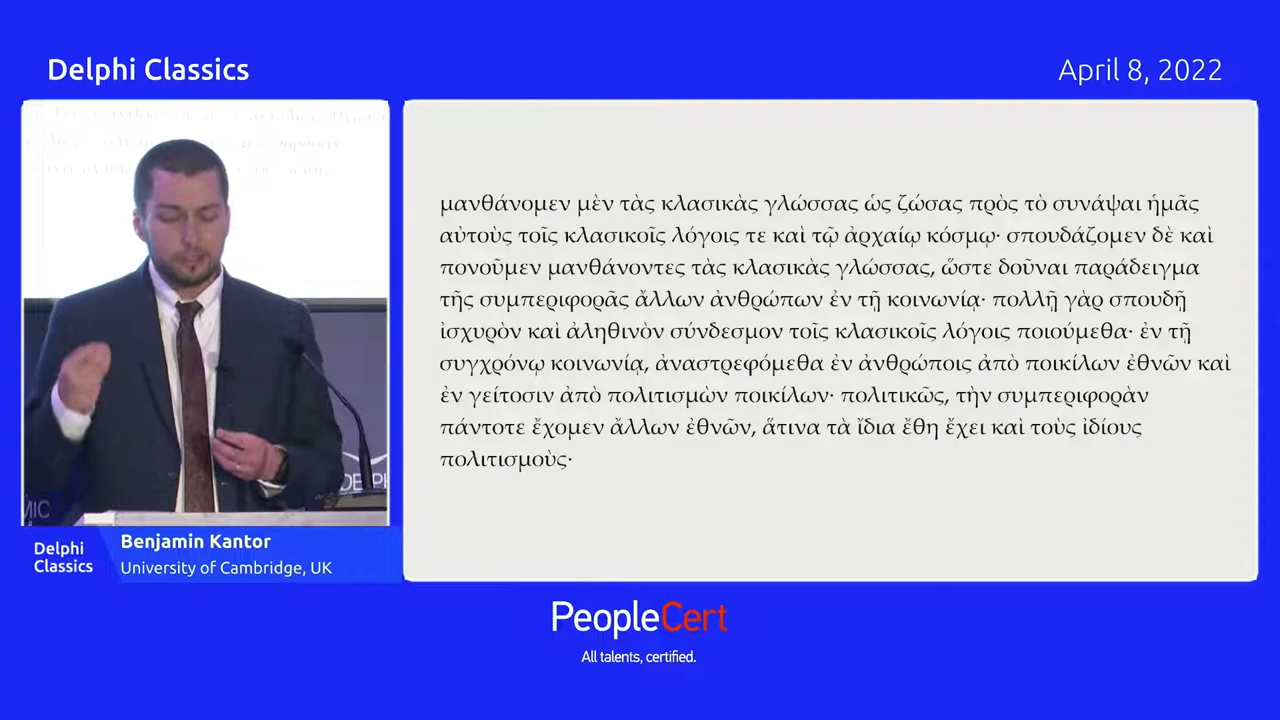 Delphi Classics
April 8, 2022
μανθάνομεν μὲν τὰς κλασικὰς γλώσσας ὡς ζώσας πρὸς τὸ συνάψαι ἡμᾶς
αὐτοὺς τοῖς κλασικοῖς λόγοις τε καὶ τῷ ἀρχαίῳ κόσμῳ· σπουδάζομεν δὲ καὶ
πονοῦμεν μανθάνοντες τὰς κλασικὰς γλώσσας, ὥστε δοῦναι παράδειγμα
τῆς συμπεριφορᾶς ἄλλων ἀνθρώπων ἐν τῇ κοινωνίᾳ· πολλῇ γὰρ σπουδῇ
ἰσχυρὸν καὶ ἀληθινὸν σύνδεσμον τοῖς κλασικοῖς λόγοις ποιούμεθα· ἐν τῇ
συγχρόνῳ κοινωνίᾳ, ἀναστρεφόμεθα ἐν ἀνθρώποις ἀπὸ ποικίλων ἐθνῶν καὶ
ἐν γείτοσιν ἀπὸ πολιτισμὼν ποικίλων· πολιτικῶς, τὴν συμπεριφορὰν
πάντοτε ἔχομεν ἄλλων ἐθνῶν, ἅτινα τὰ ἴδια ἔθη ἔχει καὶ τοὺς ἰδίους
πολιτισμοὺς·
Delphi
Classics
Benjamin Kantor
University of Cambridge, UK
PeopleCert
All talents, certified.